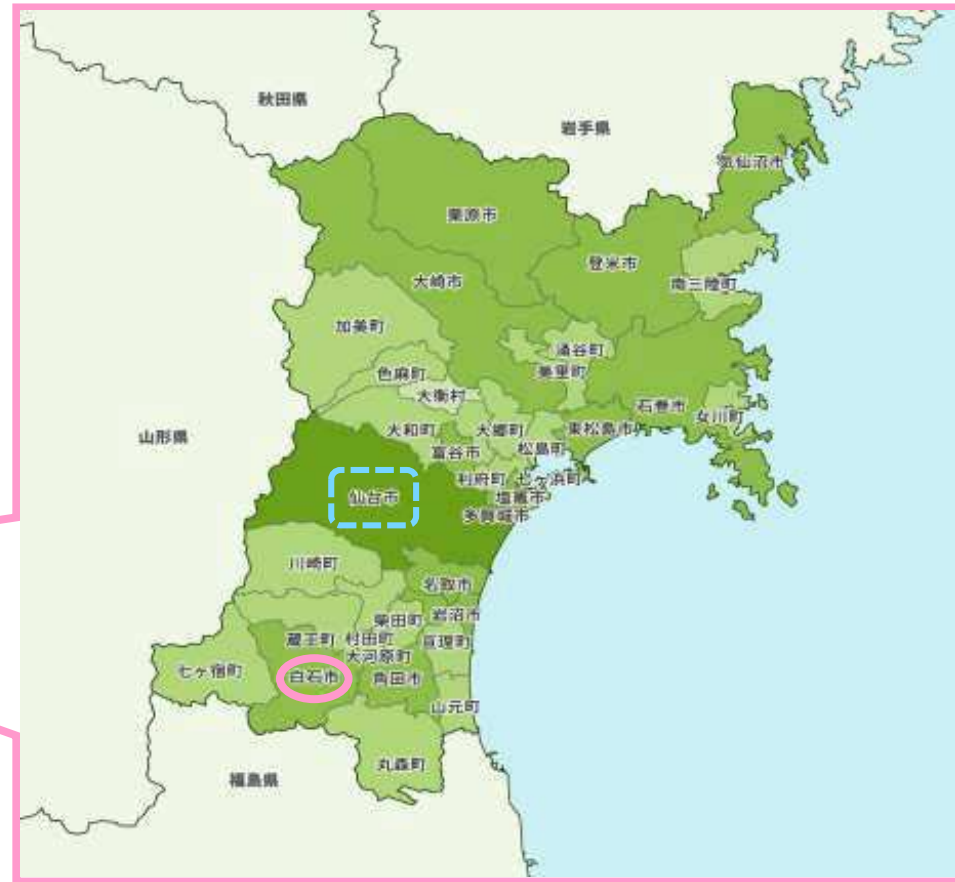 秋田県
岩手県
気仙沼市
栗原市
登米市
大崎市
南三陸町
加美町
涌谷町
美里町
色麻町
大衡村
石巻市
女川町
山形県
大和町
大郷町
東松島市
富谷市
松島町
利府町
七ヶ浜町
仙台市
塩竈市
多賀城市
川崎町
名取市
柴田町
岩沼市
蔵王町
村田町
亘理町
大河原町
七ヶ宿町
白石市
角田市
山元町
丸森町
福島県